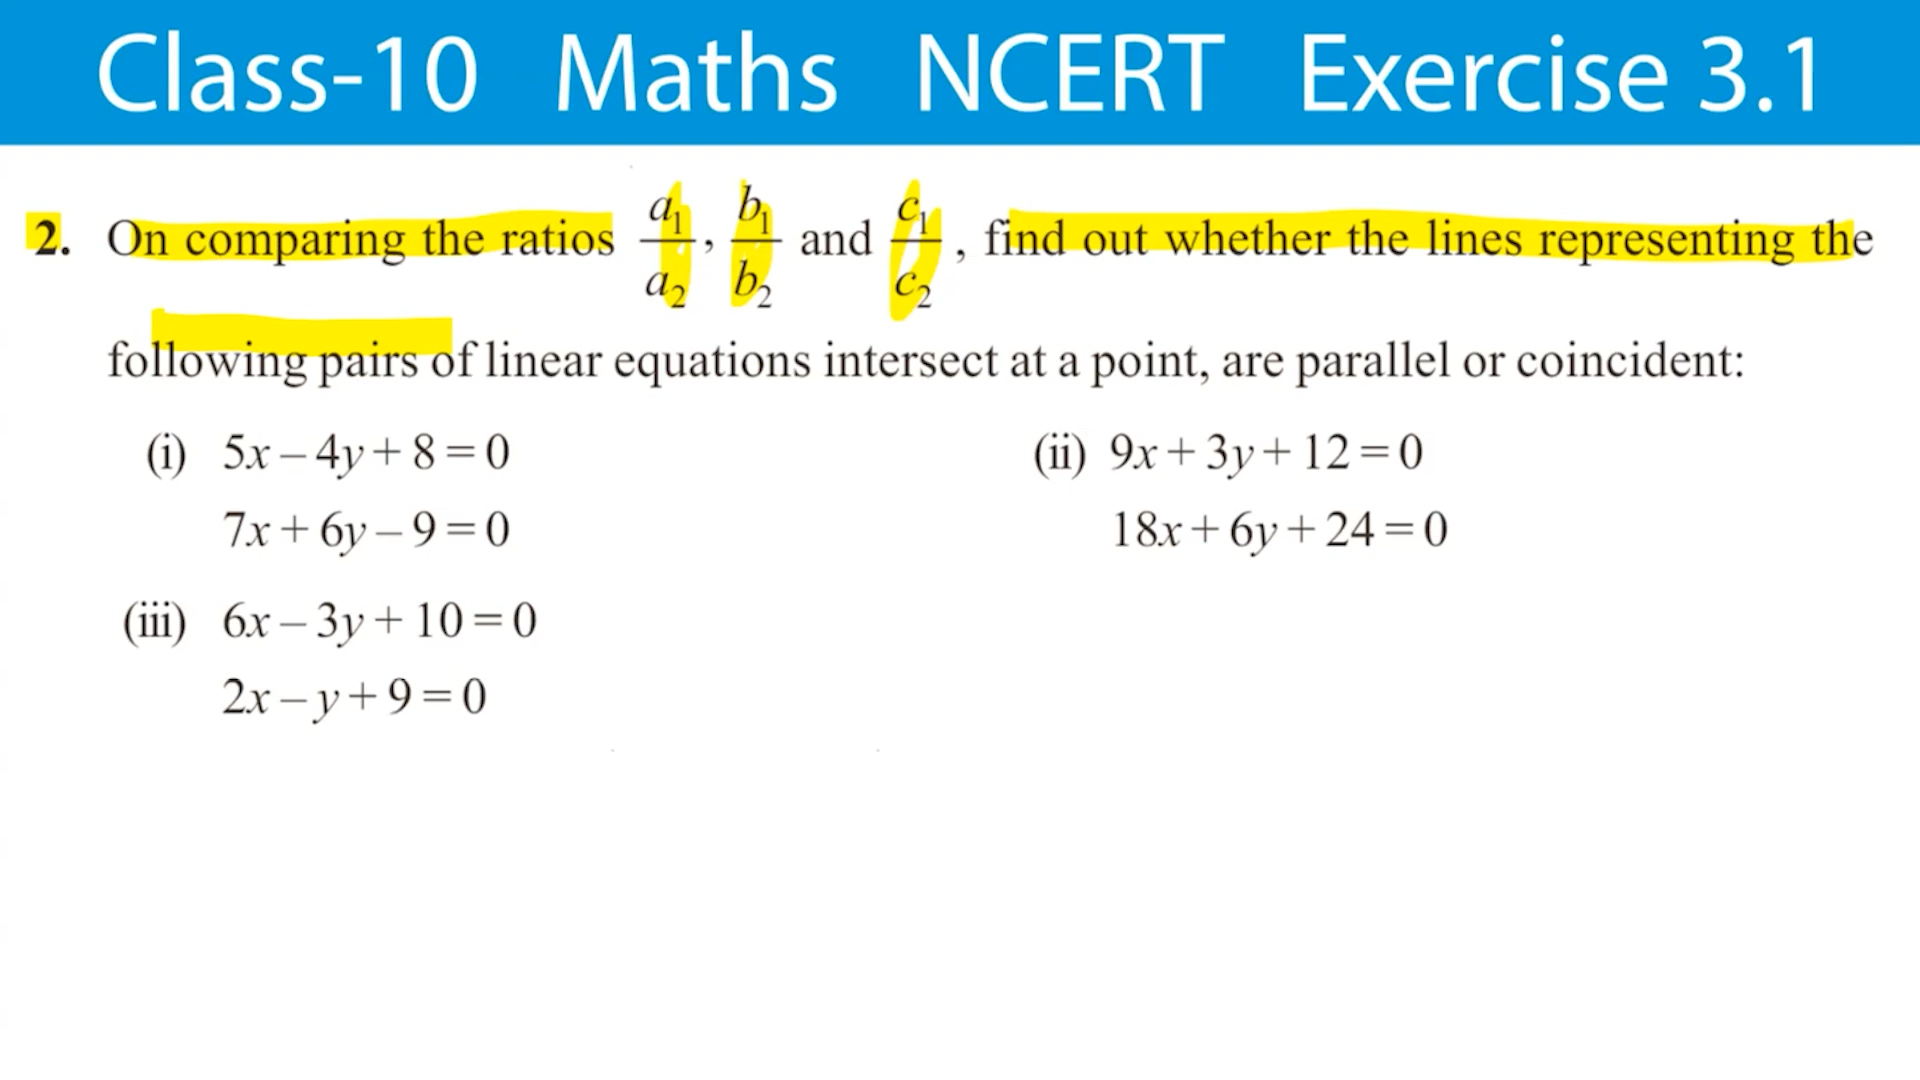 Class-10 Maths NCERT Exercise 3.1
2. On comparing the ratios a₁/a₂, b₁/b₂ and c₁/c₂, find out whether the lines representing the
following pairs of linear equations intersect at a point, are parallel or coincident:
(i) 5x – 4y + 8 = 0
7x + 6y – 9 = 0
(ii) 9x + 3y + 12 = 0
18x + 6y + 24 = 0
(iii) 6x – 3y + 10 = 0
2x – y + 9 = 0